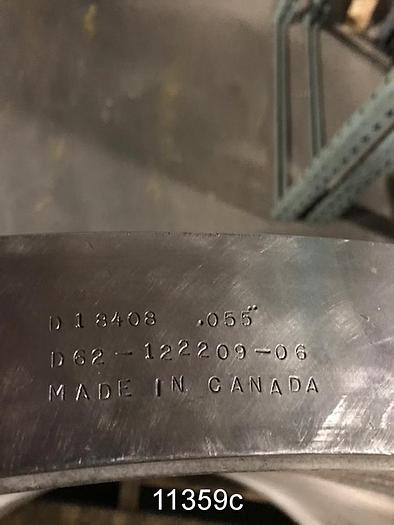 D18408 .055"
D62-122209-06
MADE IN CANADA
11359c